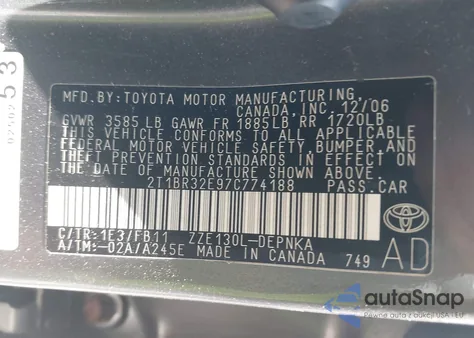 MFD.BY:TOYOTA MOTOR MANUFACTURING
CANADA INC. 12/06
GVWR 3585 LB GAWR FR 1885LB RR 1720LB
THIS VEHICLE CONFORMS TO ALL APPLICABLE
FEDERAL MOTOR VEHICLE SAFETY, BUMPER, AND
THEFT PREVENTION STANDARDS IN EFFECT ON
THE DATE OF MANUFACTURE SHOWN ABOVE.
2T1BR32E97C774188 PASS.CAR
C/TR:1E3/FB11 ZZE130L-DEPNKA
A/TM:-02A/A245E MADE IN CANADA 749
AD
TOYOTA
53
autoSnap